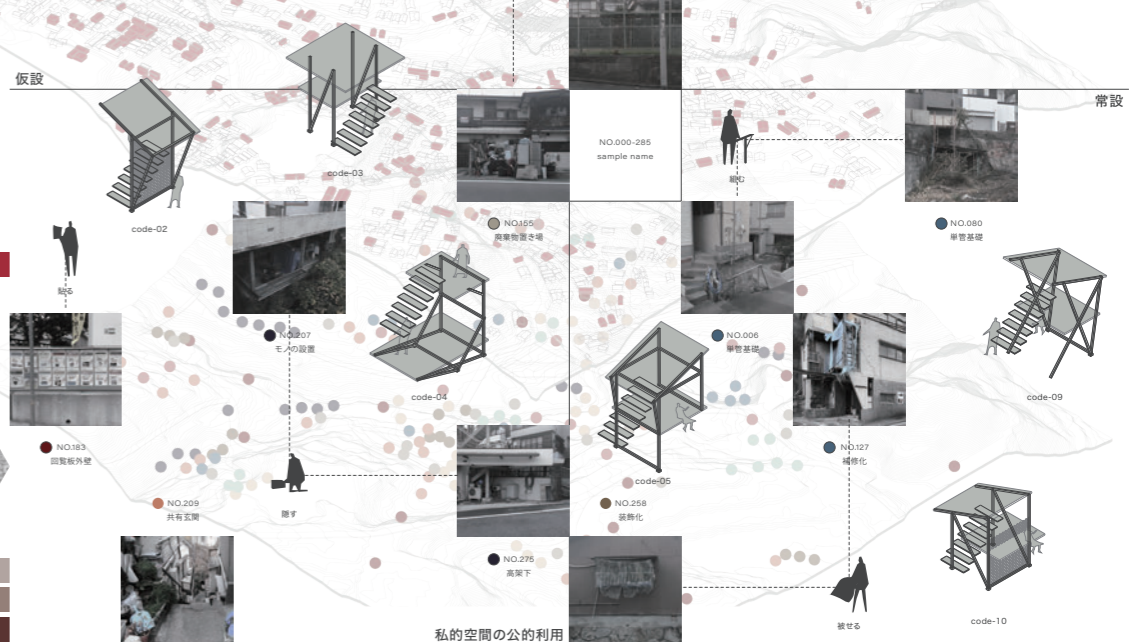 仮設
常設
NO.000-285
sample name
code-03
組む
code-02
NO.155
廃棄物置き場
NO.080
単管基礎
貼る
NO.207
モノの設置
NO.006
単管基礎
code-04
code-09
NO.183
回覧板外壁
NO.127
補修化
code-05
NO.209
共有玄関
隠す
NO.258
装飾化
NO.275
高架下
code-10
被せる
私的空間の公的利用